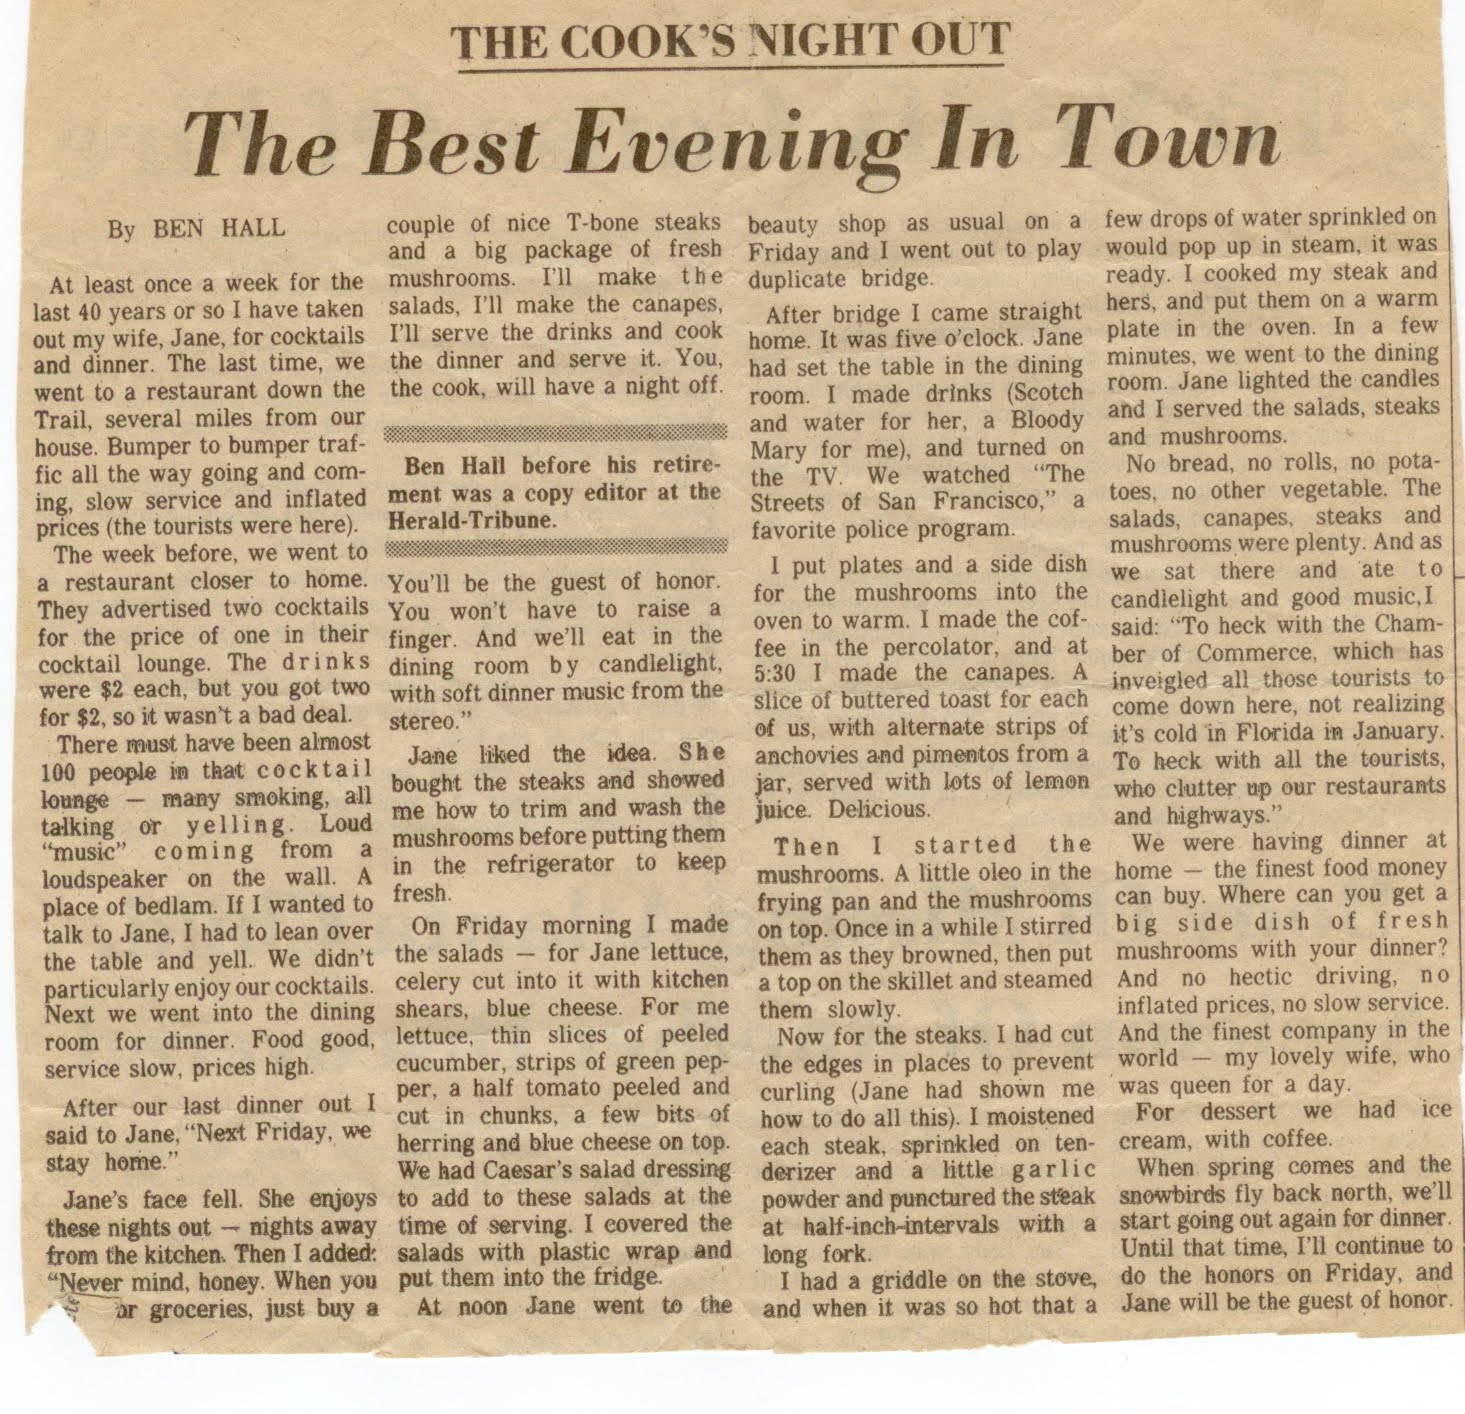 THE COOK'S NIGHT OUT
The Best Evening In Town
By BEN HALL
At least once a week for the
last 40 years or so I have taken
out my wife, Jane, for cocktails
and dinner. The last time, we
went to a restaurant down the
Trail, several miles from our
house. Bumper to bumper traf-
fic all the way going and com-
ing, slow service and inflated
prices (the tourists were here).
The week before, we went to
a restaurant closer to home.
They advertised two cocktails
for the price of one in their
cocktail lounge. The drinks
were $2 each, but you got two
for $2, so it wasn't a bad deal.
There must have been almost
100 people in that cocktail
lounge — many smoking, all
talking or yelling. Loud
"music" coming from a
loudspeaker on the wall. A
place of bedlam. If I wanted to
talk to Jane, I had to lean over
the table and yell. We didn't
particularly enjoy our cocktails.
Next we went into the dining
room for dinner. Food good,
service slow, prices high.
After our last dinner out I
said to Jane, "Next Friday, we
stay home."
Jane's face fell. She enjoys
these nights out — nights away
from the kitchen. Then I added:
"Never mind, honey. When you
or groceries, just buy a
couple of nice T-bone steaks
and a big package of fresh
mushrooms. I'll make the
salads, I'll make the canapes,
I'll serve the drinks and cook
the dinner and serve it. You,
the cook, will have a night off.
Ben Hall before his retire-
ment was a copy editor at the
Herald-Tribune.
You'll be the guest of honor.
You won't have to raise a
finger. And we'll eat in the
dining room by candlelight,
with soft dinner music from the
stereo."
Jane liked the idea. She
bought the steaks and showed
me how to trim and wash the
mushrooms before putting them
in the refrigerator to keep
fresh.
On Friday morning I made
the salads — for Jane lettuce,
celery cut into it with kitchen
shears, blue cheese. For me
lettuce, thin slices of peeled
cucumber, strips of green pep-
per, a half tomato peeled and
cut in chunks, a few bits of
herring and blue cheese on top.
We had Caesar's salad dressing
to add to these salads at the
time of serving. I covered the
salads with plastic wrap and
put them into the fridge.
At noon Jane went to the
beauty shop as usual on a
Friday and I went out to play
duplicate bridge.
After bridge I came straight
home. It was five o'clock. Jane
had set the table in the dining
room. I made drinks (Scotch
and water for her, a Bloody
Mary for me), and turned on
the TV. We watched "The
Streets of San Francisco," a
favorite police program.
I put plates and a side dish
for the mushrooms into the
oven to warm. I made the cof-
fee in the percolator, and at
5:30 I made the canapes. A
slice of buttered toast for each
of us, with alternate strips of
anchovies and pimentos from a
jar, served with lots of lemon
juice. Delicious.
Then I started the
mushrooms. A little oleo in the
frying pan and the mushrooms
on top. Once in a while I stirred
them as they browned, then put
a top on the skillet and steamed
them slowly.
Now for the steaks. I had cut
the edges in places to prevent
curling (Jane had shown me
how to do all this). I moistened
each steak, sprinkled on ten-
derizer and a little garlic
powder and punctured the steak
at half-inch-intervals with a
long fork.
I had a griddle on the stove,
and when it was so hot that a
few drops of water sprinkled on
would pop up in steam, it was
ready. I cooked my steak and
hers, and put them on a warm
plate in the oven. In a few
minutes, we went to the dining
room. Jane lighted the candles
and I served the salads, steaks
and mushrooms.
No bread, no rolls, no pota-
toes, no other vegetable. The
salads, canapes, steaks and
mushrooms were plenty. And as
we sat there and ate to
candlelight and good music, I
said: "To heck with the Cham-
ber of Commerce, which has
inveigled all those tourists to
come down here, not realizing
it's cold in Florida in January.
To heck with all the tourists,
who clutter up our restaurants
and highways."
We were having dinner at
home — the finest food money
can buy. Where can you get a
big side dish of fresh
mushrooms with your dinner?
And no hectic driving, no
inflated prices, no slow service.
And the finest company in the
world — my lovely wife, who
was queen for a day.
For dessert we had ice
cream, with coffee.
When spring comes and the
snowbirds fly back north, we'll
start going out again for dinner.
Until that time, I'll continue to
do the honors on Friday, and
Jane will be the guest of honor.